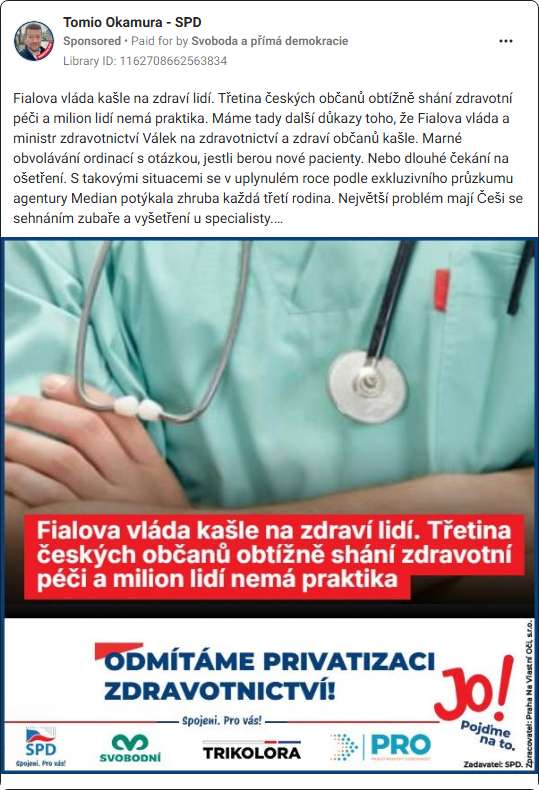 Tomio Okamura - SPD
Sponsored • Paid for by Svoboda a přímá demokracie
Library ID: 1162708662563834
Fialova vláda kašle na zdraví lidí. Třetina českých občanů obtížně shání zdravotní
péči a milion lidí nemá praktika. Máme tady další důkazy toho, že Fialova vláda a
ministr zdravotnictví Válek na zdravotnictví a zdraví občanů kašle. Marné
obvolávání ordinací s otázkou, jestli berou nové pacienty. Nebo dlouhé čekání na
ošetření. S takovými situacemi se v uplynulém roce podle exkluzivního průzkumu
agentury Median potýkala zhruba každá třetí rodina. Největší problém mají Češi se
sehnáním zubaře a vyšetření u specialisty....
Fialova vláda kašle na zdraví lidí. Třetina
českých občanů obtížně shání zdravotní
péči a milion lidí nemá praktika
ODMÍTÁME PRIVATIZACI
ZDRAVOTNICTVÍ!
Jo!
Pojďme
na to.
Spojeni. Pro vás!
SPD
Spojeni. Pro vás!
SVOBODNÍ
TRIKOLORA
PRO
Zadavatel: SPD.
Zpracovatel: Praha Na Vlastní Oči, s.r.o.